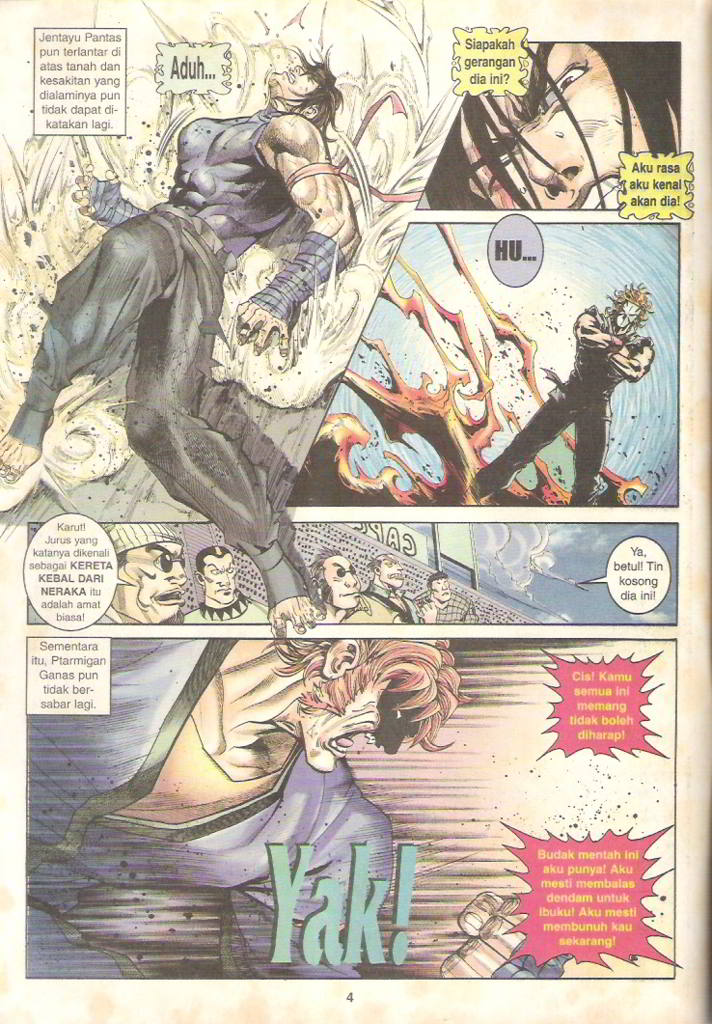 Jentayu Pantas
pun terlantar di
atas tanah dan
kesakitan yang
dialaminya pun
tidak dapat di-
katakan lagi.
Aduh...
Siapakah
gerangan
dia ini?
Aku rasa
aku kenal
akan dia!
HU...
Karut!
Jurus yang
katanya dikenali
sebagai KERETA
KEBAL DARI
NERAKA itu
adalah amat
biasa!
Ya,
betul! Tin
kosong
dia ini!
Sementara
itu, Ptarmigan
Ganas pun
tidak ber-
sabar lagi.
Cis! Kamu
semua ini
memang
tidak boleh
diharap!
Yak!
Budak mentah ini
aku punya! Aku
mesti membalas
dendam untuk
Ibuku! Aku mesti
membunuh kau
sekarang!
4